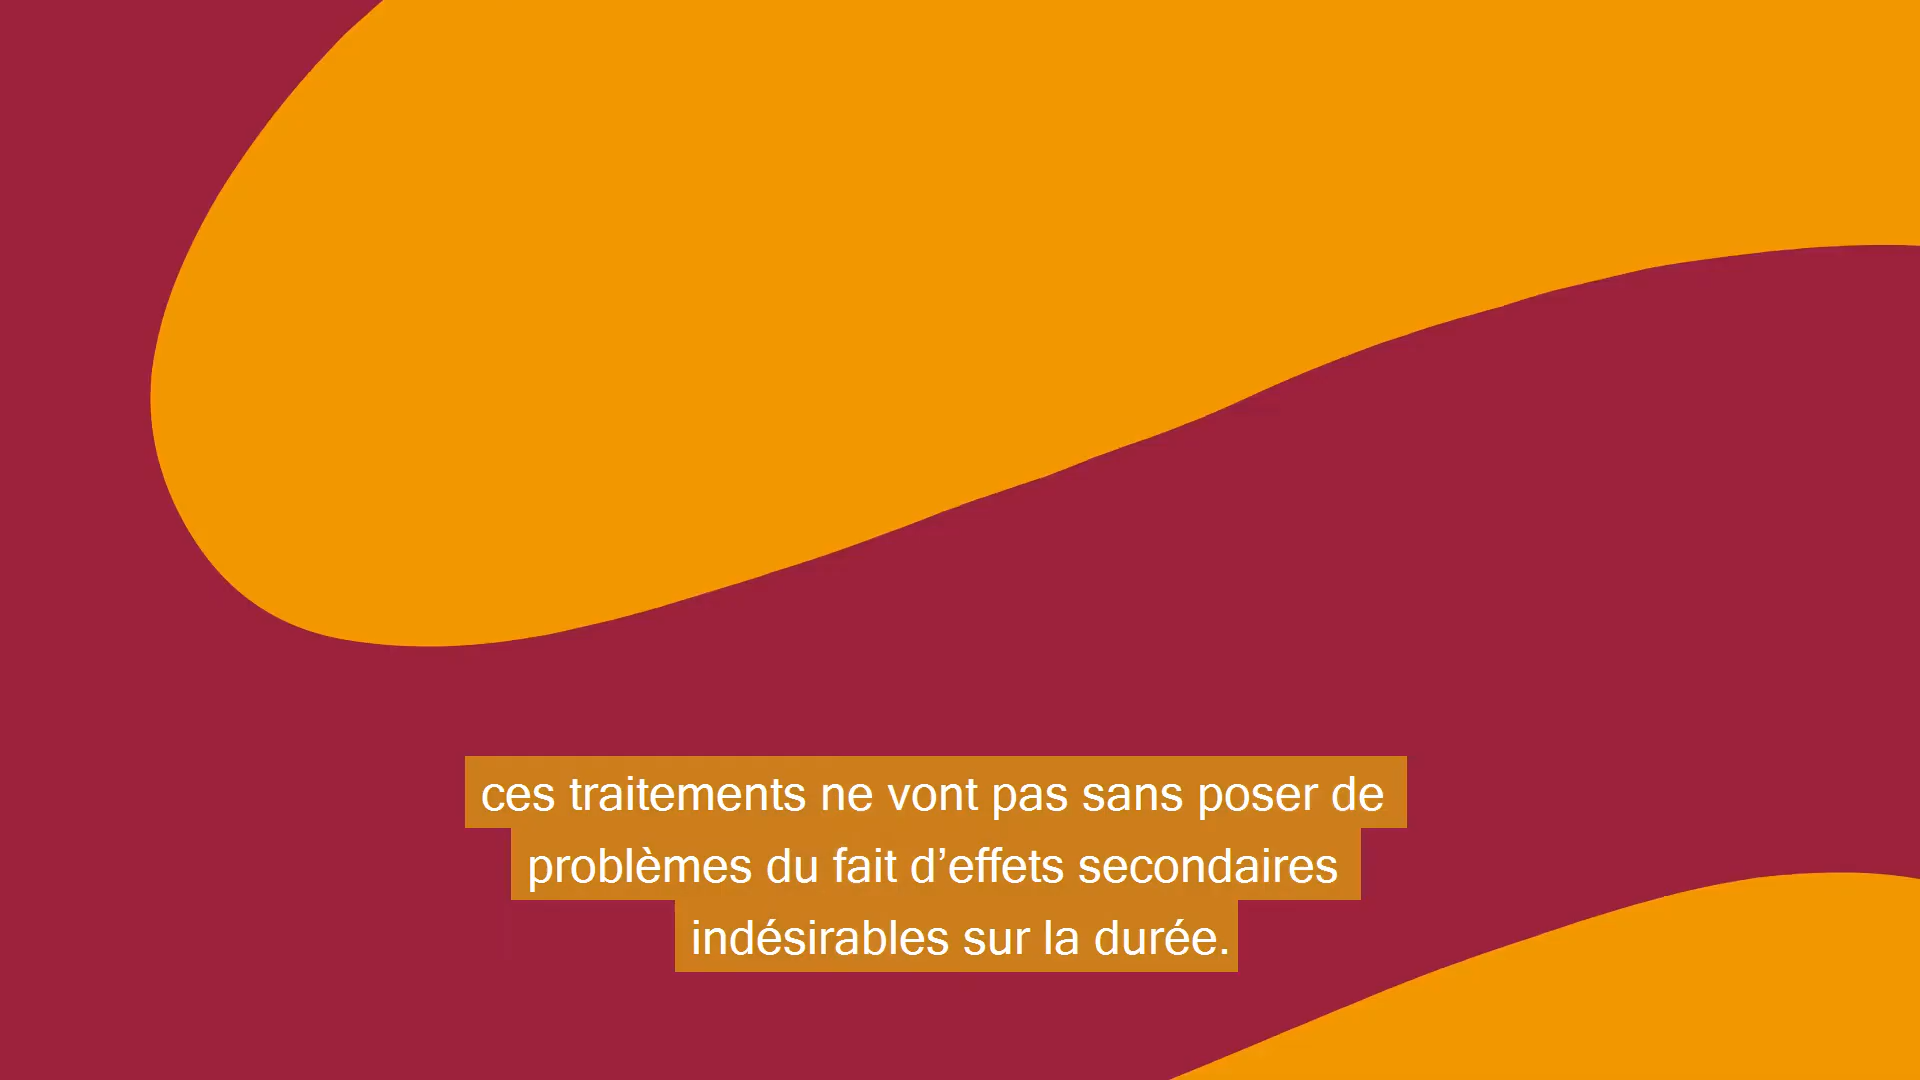 ces traitements ne vont pas sans poser de
problèmes du fait d’effets secondaires
indésirables sur la durée.